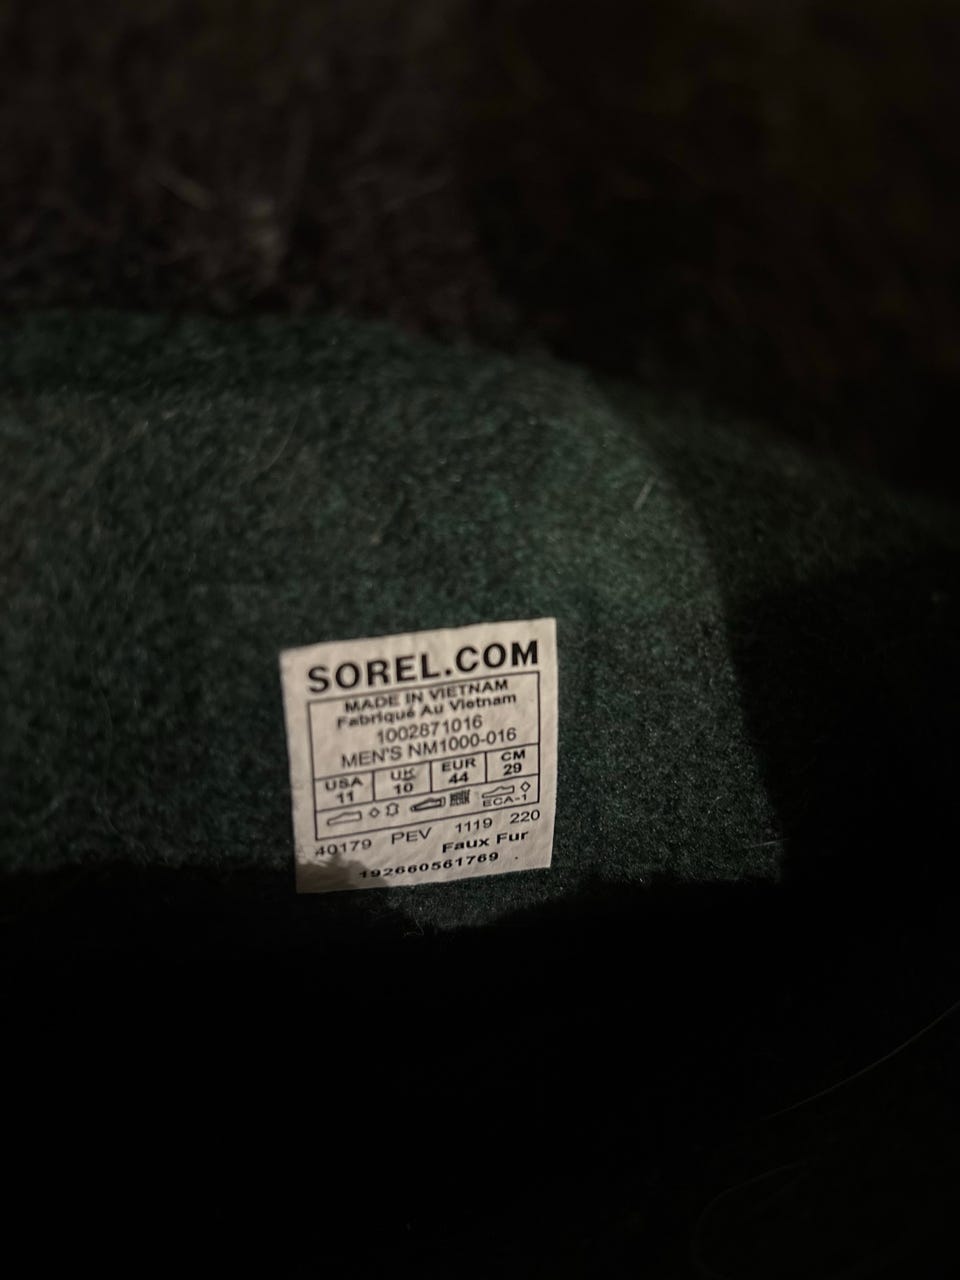 SOREL.COM
MADE IN VIETNAM
Fabriqué Au Vietnam
1002871016
MEN'S NM1000-016
USA UK EUR CM
11 10 44 29
ECA-1
40179 PEV 1119 220
Faux Fur
192660561769